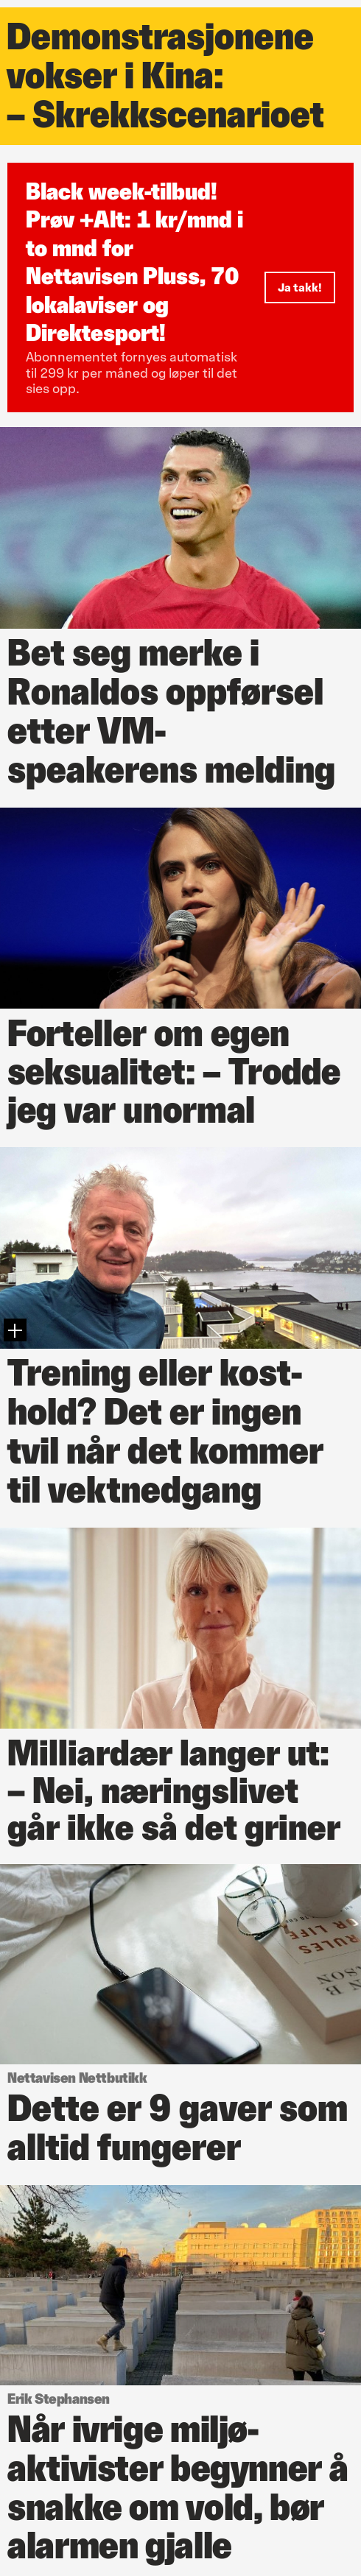 Demonstrasjonene
vokser i Kina:
– Skrekkscenarioet
Black week-tilbud!
Prøv +Alt: 1 kr/mnd i
to mnd for
Nettavisen Pluss, 70
lokalaviser og
Direktesport!
Ja takk!
Abonnementet fornyes automatisk
til 299 kr per måned og løper til det
sies opp.
Bet seg merke i
Ronaldos oppførsel
etter VM-
speakerens melding
Forteller om egen
seksualitet: – Trodde
jeg var unormal
Trening eller kost-
hold? Det er ingen
tvil når det kommer
til vektnedgang
Milliardær langer ut:
– Nei, næringslivet
går ikke så det griner
R LIFE
RULES
SON
N B
Nettavisen Nettbutikk
Dette er 9 gaver som
alltid fungerer
Erik Stephansen
Når ivrige miljø-
aktivister begynner å
snakke om vold, bør
alarmen gjalle